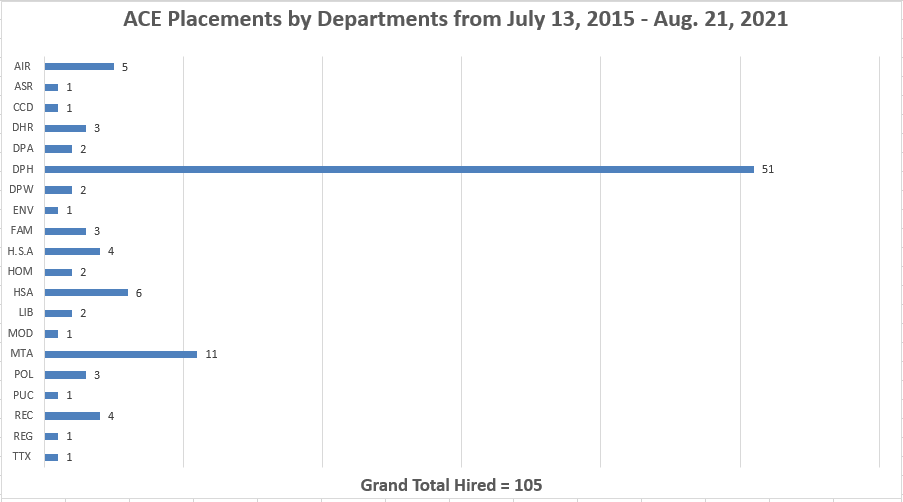 ACE Placements by Departments from July 13, 2015 - Aug. 21, 2021
AIR 5
ASR 1
CCD 1
DHR 3
DPA 2
DPH 51
DPW 2
ENV 1
FAM 3
H.S.A 4
HOM 2
HSA 6
LIB 2
MOD 1
MTA 11
POL 3
PUC 1
REC 4
REG 1
TTX 1
Grand Total Hired = 105